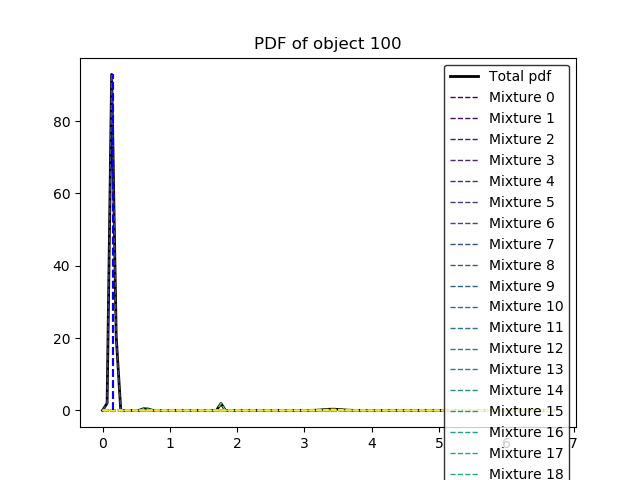 PDF of object 100
80
60
40
20
0
0 1 2 3 4 5 6 7
Total pdf
Mixture 0
Mixture 1
Mixture 2
Mixture 3
Mixture 4
Mixture 5
Mixture 6
Mixture 7
Mixture 8
Mixture 9
Mixture 10
Mixture 11
Mixture 12
Mixture 13
Mixture 14
Mixture 15
Mixture 16
Mixture 17
Mixture 18